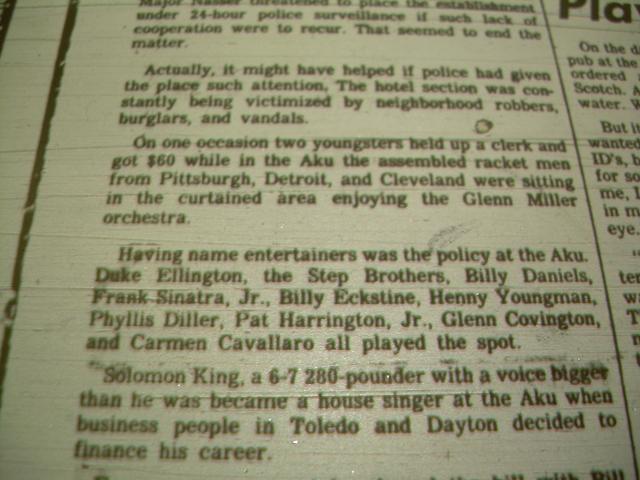 Major Nasser threatened to place the establishment
under 24-hour police surveillance if such lack of
cooperation were to recur. That seemed to end the
matter.
Actually, it might have helped if police had given
the place such attention. The hotel section was con-
stantly being victimized by neighborhood robbers,
burglars, and vandals.
On one occasion two youngsters held up a clerk and
got $60 while in the Aku the assembled racket men
from Pittsburgh, Detroit, and Cleveland were sitting
in the curtained area enjoying the Glenn Miller
orchestra.
Having name entertainers was the policy at the Aku.
Duke Ellington, the Step Brothers, Billy Daniels,
Frank Sinatra, Jr., Billy Eckstine, Henny Youngman,
Phyllis Diller, Pat Harrington, Jr., Glenn Covington,
and Carmen Cavallaro all played the spot.
Solomon King, a 6-7 280-pounder with a voice bigger
than he was became a house singer at the Aku when
business people in Toledo and Dayton decided to
finance his career.
Pla
On the d
pub at the
ordered
Scotch. A
water. W
But it
wanted
ID's, b
for so
me, I
in m
eye.